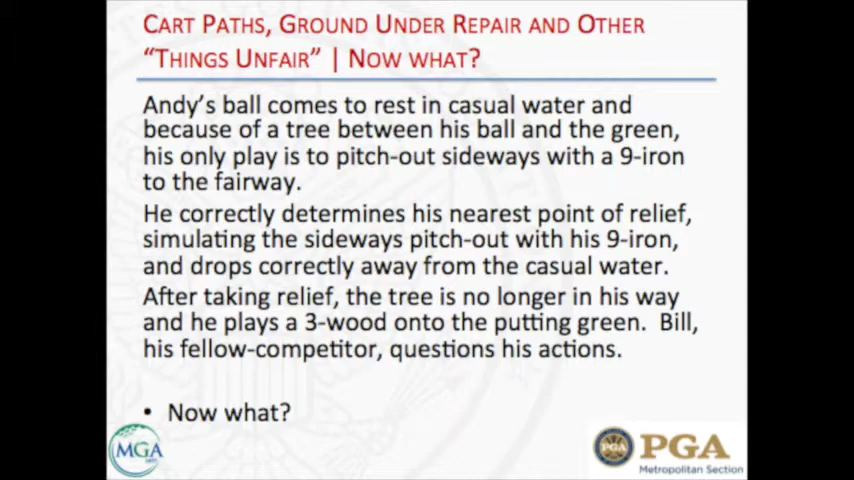 CART PATHS, GROUND UNDER REPAIR AND OTHER
“THINGS UNFAIR” | NOW WHAT?
Andy’s ball comes to rest in casual water and
because of a tree between his ball and the green,
his only play is to pitch-out sideways with a 9-iron
to the fairway.
He correctly determines his nearest point of relief,
simulating the sideways pitch-out with his 9-iron,
and drops correctly away from the casual water.
After taking relief, the tree is no longer in his way
and he plays a 3-wood onto the putting green. Bill,
his fellow-competitor, questions his actions.
• Now what?
MGA
PGA
PGA
Metropolitan Section